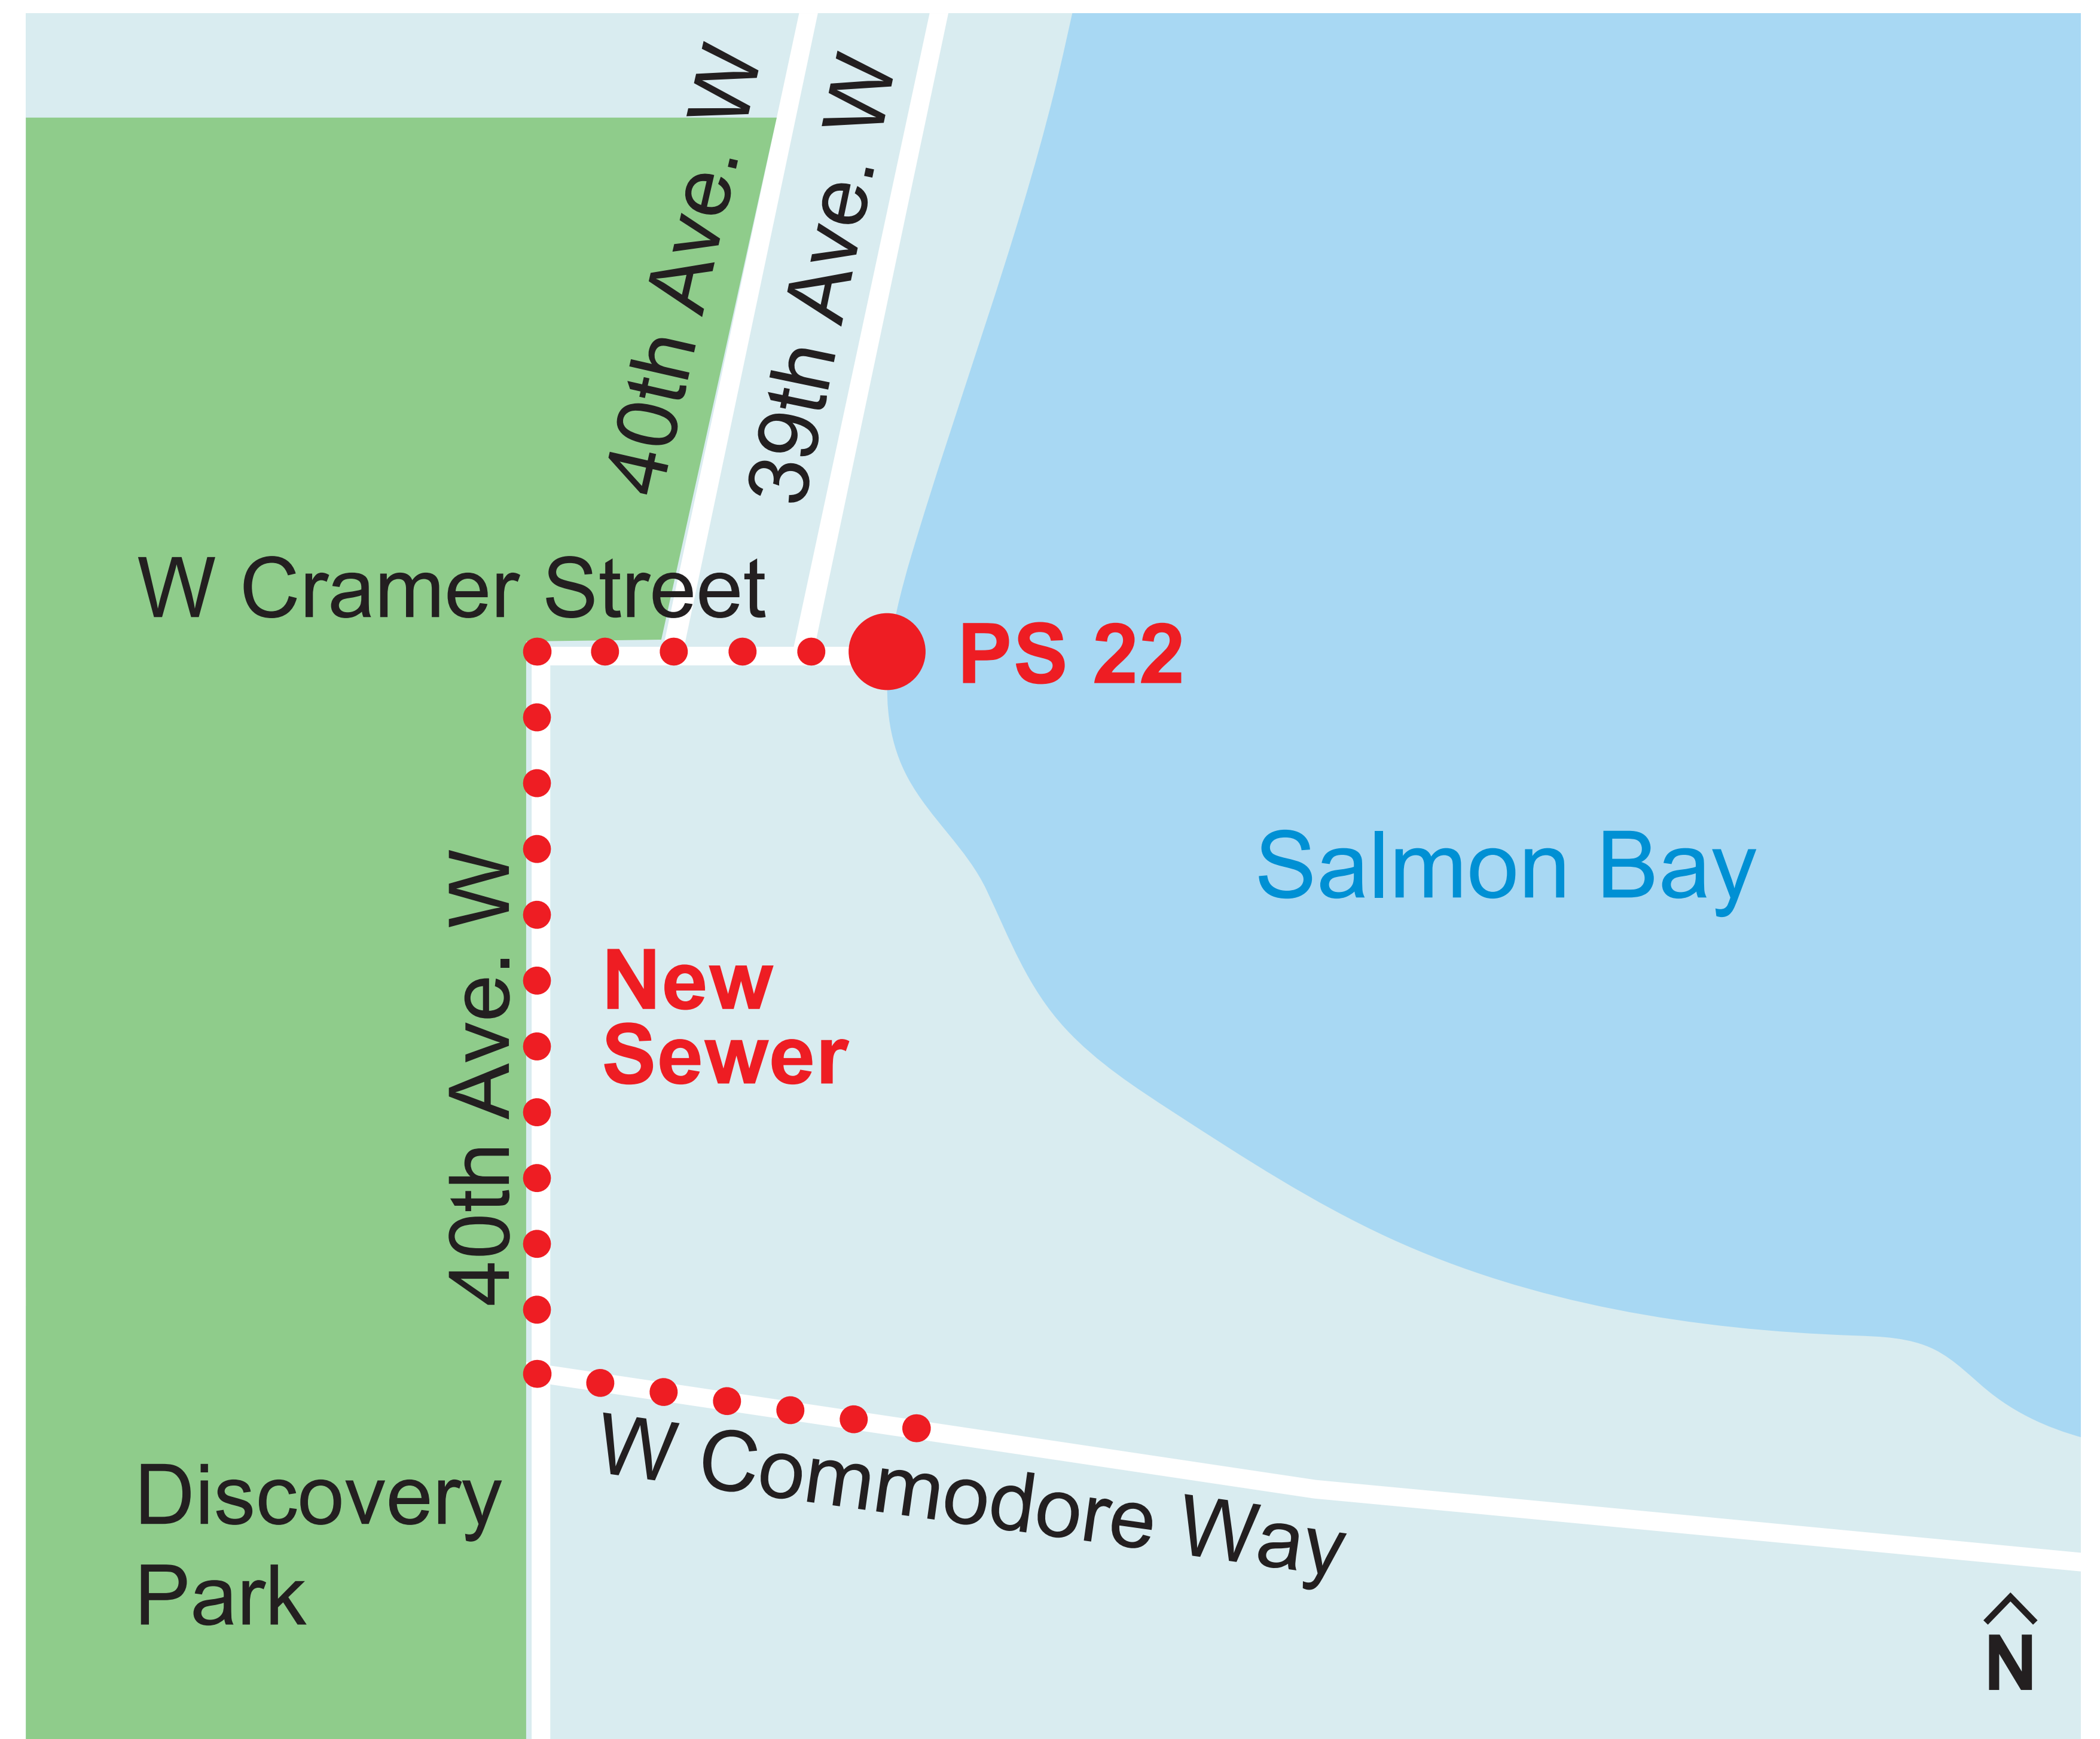 40th Ave. W
39th Ave. W
W Cramer Street
PS 22
Salmon Bay
40th Ave. W
New
Sewer
W Commodore Way
Discovery
Park
N